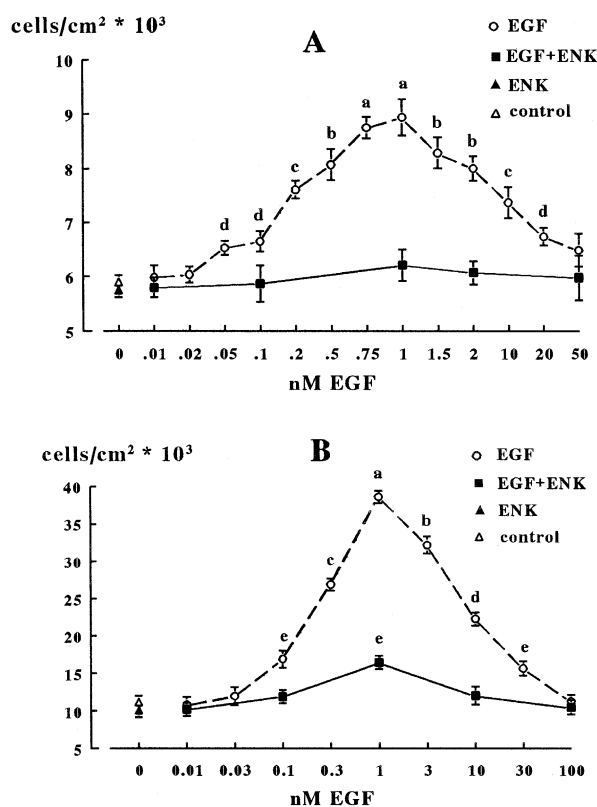 cells/cm² * 10³
A
EGF
EGF+ENK
ENK
control
10
9
8
7
6
5
a a
b b
c b
d d c
d
0 .01 .02 .05 .1 .2 .5 .75 1 1.5 2 10 20 50
nM EGF
cells/cm² * 10³
B
EGF
EGF+ENK
ENK
control
40
35
30
25
20
15
10
5
a
b
c
d
e e e
0 0.01 0.03 0.1 0.3 1 3 10 30 100
nM EGF